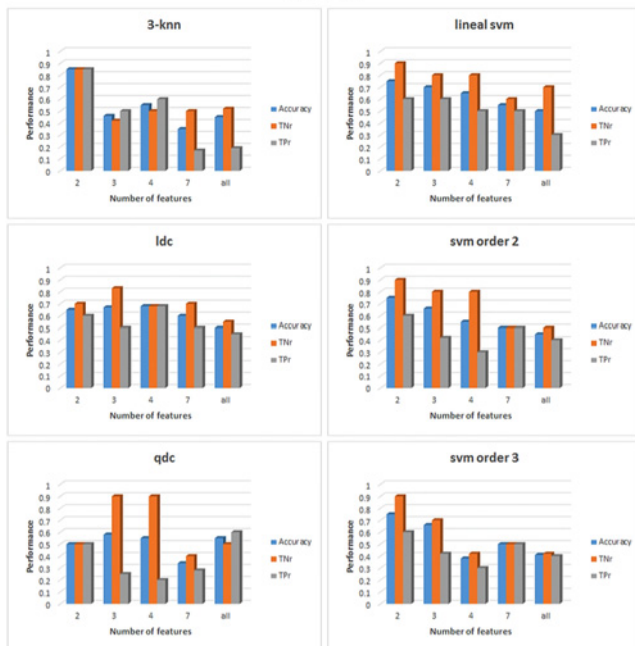 3-knn
1
0.9
0.8
0.7
0.6
0.5
0.4
0.3
0.2
0.1
0
Performance
2 3 4 7 all
Number of features
Accuracy
TNr
TPr
lineal svm
1
0.9
0.8
0.7
0.6
0.5
0.4
0.3
0.2
0.1
0
Performance
2 3 4 7 all
Number of features
Accuracy
TNr
TPr
ldc
1
0.9
0.8
0.7
0.6
0.5
0.4
0.3
0.2
0.1
0
Performance
2 3 4 7 all
Number of features
Accuracy
TNr
TPr
svm order 2
1
0.9
0.8
0.7
0.6
0.5
0.4
0.3
0.2
0.1
0
Performance
2 3 4 7 all
Number of features
Accuracy
TNr
TPr
qdc
1
0.9
0.8
0.7
0.6
0.5
0.4
0.3
0.2
0.1
0
Performance
2 3 4 7 all
Number of features
Accuracy
TNr
TPr
svm order 3
1
0.9
0.8
0.7
0.6
0.5
0.4
0.3
0.2
0.1
0
Performance
2 3 4 7 all
Number of features
Accuracy
TNr
TPr